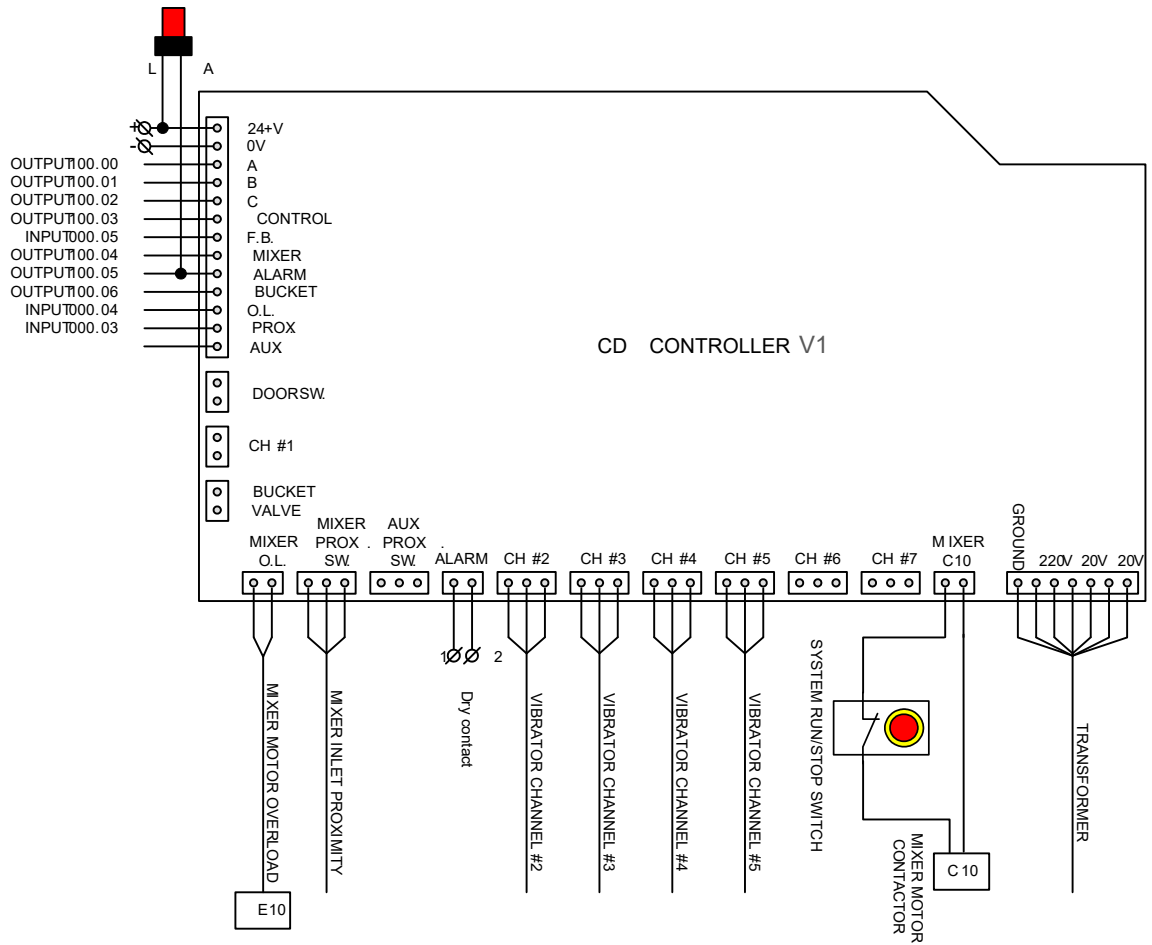 L A
+
24+V
-
0V
OUTPUT100.00 A
OUTPUT100.01 B
OUTPUT100.02 C
OUTPUT100.03 CONTROL
INPUT000.05 F.B.
OUTPUT100.04 MIXER
OUTPUT100.05 ALARM
OUTPUT100.06 BUCKET
INPUT000.04 O.L.
INPUT000.03 PROX
AUX
CD CONTROLLER V1
DOORSW.
CH #1
BUCKET
VALVE
MIXER
O.L.
MIXER
PROX .
SW.
AUX
PROX .
SW.
ALARM
CH #2
CH #3
CH #4
CH #5
CH #6
CH #7
MIXER
C10
GROUND
220V 20V 20V
1 2
Dry contact
MIXER MOTOR OVERLOAD
MIXER INLET PROXIMITY
VIBRATOR CHANNEL #2
VIBRATOR CHANNEL #3
VIBRATOR CHANNEL #4
VIBRATOR CHANNEL #5
SYSTEM RUN/STOP SWITCH
MIXER MOTOR
CONTACTOR
TRANSFORMER
E10
C10